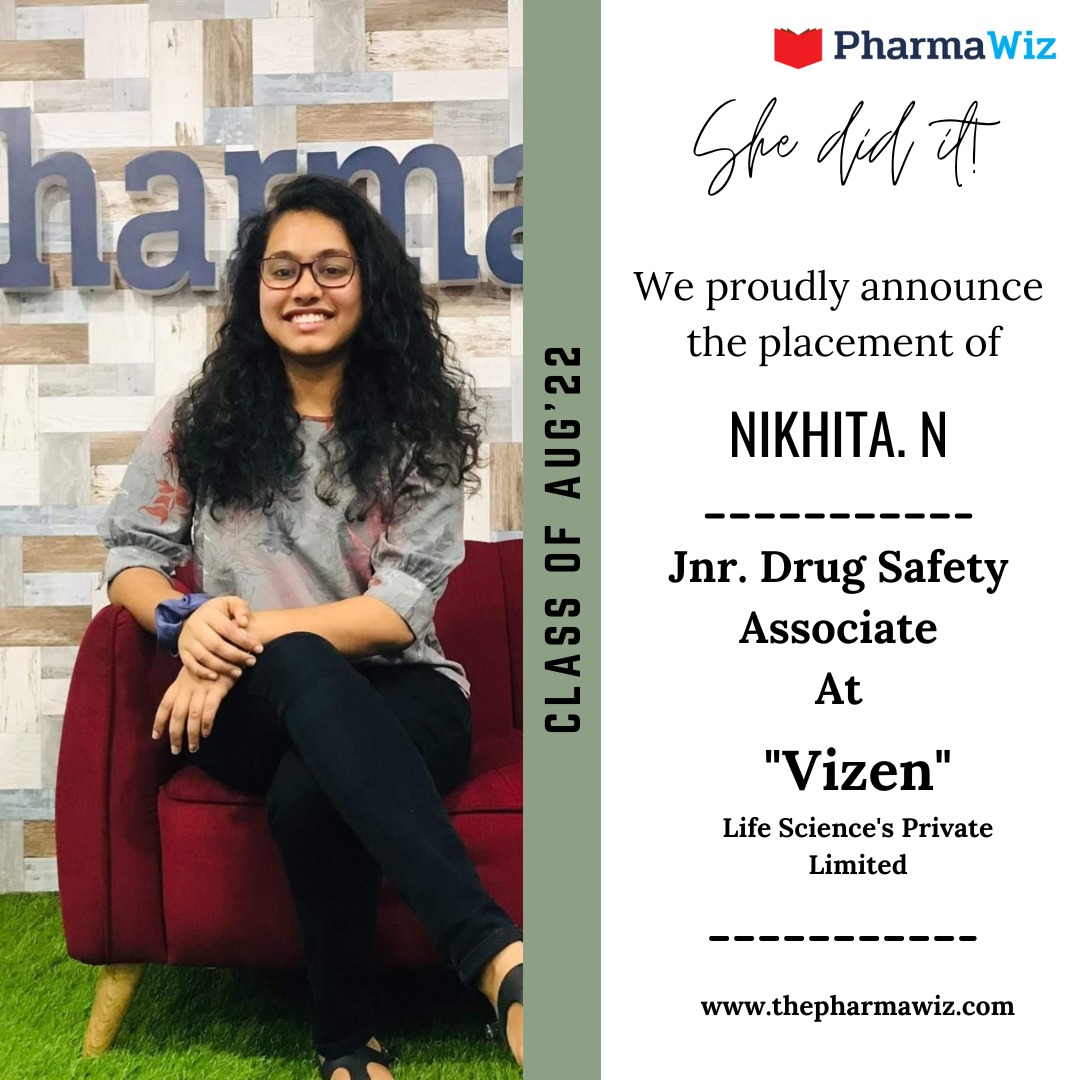 harma
CLASS OF AUG'22
PharmaWiz
She did it!
We proudly announce
the placement of
NIKHITA. N
Jnr. Drug Safety
Associate
At
"Vizen"
Life Science's Private
Limited
www.thepharmawiz.com